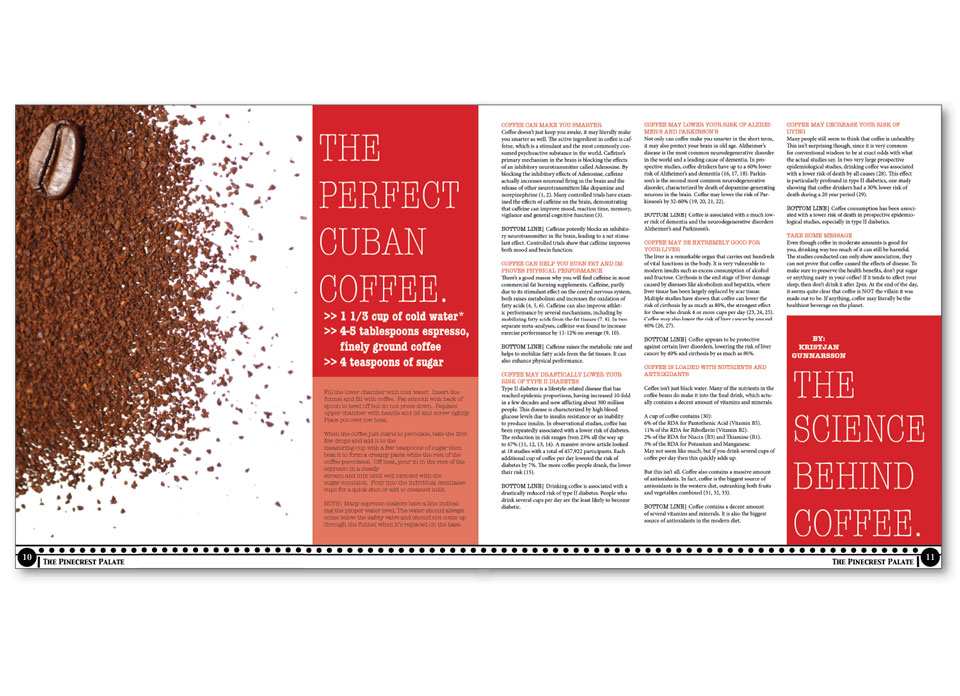 THE
PERFECT
CUBAN
COFFEE.
>> 1 1/3 cup of cold water*
>> 4-5 tablespoons espresso,
finely ground coffee
>> 4 teaspoons of sugar
Fill the lower chamber with cold water. Insert the
funnel and fill with coffee. Pat smooth with back of
spoon to level off but do not press down. Replace
upper chamber with handle and lid and screw tightly.
Place pot over low heat.
When the coffee just starts to percolate, take the first
few drops and add it to the
measuring cup with a few teaspoons of sugar then
beat it to form a creamy paste while the rest of the
coffee percolates. Off heat, pour in the rest of the
espresso in a steady
stream and mix until well blended with the
sugar emulsion. Pour into the individual demitasse
cups for a quick shot or add to steamed milk.
NOTE: Many espresso makers have a line indicat-
ing the proper water level. The water should always
come below the safety valve and should not come up
through the funnel when it's replaced on the base.
10 THE PINECREST PALATE
COFFEE CAN MAKE YOU SMARTER
Coffee doesn't just keep you awake, it may literally make
you smarter as well. The active ingredient in coffee is caf-
feine, which is a stimulant and the most commonly con-
sumed psychoactive substance in the world. Caffeine's
primary mechanism in the brain is blocking the effects
of an inhibitory neurotransmitter called Adenosine. By
blocking the inhibitory effects of Adenosine, caffeine
actually increases neuronal firing in the brain and the
release of other neurotransmitters like dopamine and
norepinephrine (1, 2). Many controlled trials have exam-
ined the effects of caffeine on the brain, demonstrating
that caffeine can improve mood, reaction time, memory,
vigilance and general cognitive function (3).
BOTTOM LINE| Caffeine potently blocks an inhibito-
ry neurotransmitter in the brain, leading to a net stimu-
lant effect. Controlled trials show that caffeine improves
both mood and brain function.
COFFEE CAN HELP YOU BURN FAT AND IM-
PROVES PHYSICAL PERFORMANCE
There's a good reason why you will find caffeine in most
commercial fat burning supplements. Caffeine, partly
due to its stimulant effect on the central nervous system,
both raises metabolism and increases the oxidation of
fatty acids (4, 5, 6). Caffeine can also improve athlet-
ic performance by several mechanisms, including by
mobilizing fatty acids from the fat tissues (7, 8). In two
separate meta-analyses, caffeine was found to increase
exercise performance by 11-12% on average (9, 10).
BOTTOM LINE| Caffeine raises the metabolic rate and
helps to mobilize fatty acids from the fat tissues. It can
also enhance physical performance.
COFFEE MAY DRASTICALLY LOWER YOUR
RISK OF TYPE II DIABETES
Type II diabetes is a lifestyle-related disease that has
reached epidemic proportions, having increased 10-fold
in a few decades and now afflicting about 300 million
people. This disease is characterized by high blood
glucose levels due to insulin resistance or an inability
to produce insulin. In observational studies, coffee has
been repeatedly associated with a lower risk of diabetes.
The reduction in risk ranges from 23% all the way up
to 67% (11, 12, 13, 14). A massive review article looked
at 18 studies with a total of 457,922 participants. Each
additional cup of coffee per day lowered the risk of
diabetes by 7%. The more coffee people drank, the lower
their risk (15).
BOTTOM LINE| Drinking coffee is associated with a
drastically reduced risk of type II diabetes. People who
drink several cups per day are the least likely to become
diabetic.
COFFEE MAY LOWER YOUR RISK OF ALZHEI-
MER'S AND PARKINSON'S
Not only can coffee make you smarter in the short term,
it may also protect your brain in old age. Alzheimer's
disease is the most common neurodegenerative disorder
in the world and a leading cause of dementia. In pro-
spective studies, coffee drinkers have up to a 60% lower
risk of Alzheimer's and dementia (16, 17, 18). Parkin-
son's is the second most common neurodegenerative
disorder, characterized by death of dopamine-generating
neurons in the brain. Coffee may lower the risk of Par-
kinson's by 32-60% (19, 20, 21, 22).
BOTTOM LINE| Coffee is associated with a much low-
er risk of dementia and the neurodegenerative disorders
Alzheimer's and Parkinson's.
COFFEE MAY BE EXTREMELY GOOD FOR
YOUR LIVER
The liver is a remarkable organ that carries out hundreds
of vital functions in the body. It is very vulnerable to
modern insults such as excess consumption of alcohol
and fructose. Cirrhosis is the end stage of liver damage
caused by diseases like alcoholism and hepatitis, where
liver tissue has been largely replaced by scar tissue.
Multiple studies have shown that coffee can lower the
risk of cirrhosis by as much as 80%, the strongest effect
for those who drank 4 or more cups per day (23, 24, 25).
Coffee may also lower the risk of liver cancer by around
40% (26, 27).
BOTTOM LINE| Coffee appears to be protective
against certain liver disorders, lowering the risk of liver
cancer by 40% and cirrhosis by as much as 80%.
COFFEE IS LOADED WITH NUTRIENTS AND
ANTIOXIDANTS
Coffee isn't just black water. Many of the nutrients in the
coffee beans do make it into the final drink, which actu-
ally contains a decent amount of vitamins and minerals.
A cup of coffee contains (30):
6% of the RDA for Pantothenic Acid (Vitamin B5).
11% of the RDA for Riboflavin (Vitamin B2).
2% of the RDA for Niacin (B3) and Thiamine (B1).
3% of the RDA for Potassium and Manganese.
May not seem like much, but if you drink several cups of
coffee per day then this quickly adds up.
But this isn't all. Coffee also contains a massive amount
of antioxidants. In fact, coffee is the biggest source of
antioxidants in the western diet, outranking both fruits
and vegetables combined (31, 32, 33).
BOTTOM LINE| Coffee contains a decent amount
of several vitamins and minerals. It is also the biggest
source of antioxidants in the modern diet.
COFFEE MAY DECREASE YOUR RISK OF
DYING
Many people still seem to think that coffee is unhealthy.
This isn't surprising though, since it is very common
for conventional wisdom to be at exact odds with what
the actual studies say. In two very large prospective
epidemiological studies, drinking coffee was associated
with a lower risk of death by all causes (28). This effect
is particularly profound in type II diabetics, one study
showing that coffee drinkers had a 30% lower risk of
death during a 20 year period (29).
BOTTOM LINE| Coffee consumption has been associ-
ated with a lower risk of death in prospective epidemio-
logical studies, especially in type II diabetics.
TAKE HOME MESSAGE
Even though coffee in moderate amounts is good for
you, drinking way too much of it can still be harmful.
The studies conducted can only show association, they
can not prove that coffee caused the effects of disease. To
make sure to preserve the health benefits, don't put sugar
or anything nasty in your coffee! If it tends to affect your
sleep, then don't drink it after 2pm. At the end of the day,
it seems quite clear that coffee is NOT the villain it was
made out to be. If anything, coffee may literally be the
healthiest beverage on the planet.
BY:
KRISTJAN
GUNNARSSON
THE
SCIENCE
BEHIND
COFFEE.
THE PINECREST PALATE 11